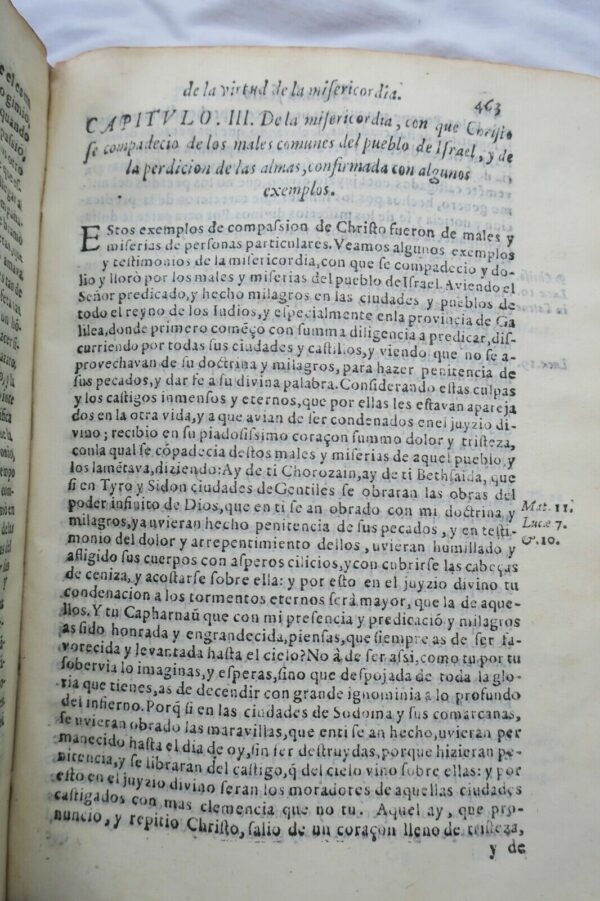 de la virtud de la misericordia.
463
CAPITVLO. III. De la misericordia, con que Christo
se compadecio de los males comunes del pueblo de Israel, y de
la perdicion de las almas, confirmada con algunos
exemplos.
EStos exemplos de compassion de Christo fueron de males y
miserias de personas particulares. Veamos algunos exemplos
y testimonios de la misericordia, con que se compadecio y do-
lio y llorò por los males y miserias del pueblo de Israel. Aviendo el
Señor predicado, y hecho milagros en las ciudades y pueblos de
todo el reyno de los Iudios, y especialmente en la provincia de Ga
lilea, donde primero comẽço con summa diligencia a predicar, dis-
curriendo por todas sus ciudades y castillos, y viendo que no se a-
provechavan de su doctrina y milagros, para hazer penitencia de
sus pecados, y dar fe a su divina palabra. Considerando estas culpas
y los castigos inmensos y eternos, que por ellas les estavan apareja
dos en la otra vida, y a que avian de ser condenados en el juyzio di-
vino; recibio en su piadosissimo coraçon summo dolor y tristeza,
con la qual se cõpadecia destos males y miserias de aquel pueblo, y
los lamẽtava, diziendo: Ay de ti Chorozain, ay de ti Bethsaida, que
si en Tyro y Sidon ciudades de Gentiles se obraran las obras del
poder infinito de Dios, que en ti se an obrado con mi doctrina y
milagros, ya uvieran hecho penitencia de sus pecados, y en testi-
monio del dolor y arrepentimiento dellos, uvieran humillado y
afligido sus cuerpos con asperos cilicios, y con cubrirse las cabeças
de ceniza, y acostarse sobre ella: y por esto en el juyzio divino tu
condenacion a los tormentos eternos serà mayor, que la de aque-
llos. Y tu Capharnaũ que con mi presencia y predicaciõ y milagros
as sido honrada y engrandecida, piensas, que siempre as de ser fa-
vorecida y levantada hasta el cielo? No à de ser assi, como tu por tu
sobervia lo imaginas, y esperas, sino que despojada de toda la glo-
ria que tienes, as de decendir con grande ignominia a lo profundo
del infierno. Porq̃ si en las ciudades de Sodoma y sus comarcanas,
se uvieran obrado las maravillas, que en ti se an hecho, uvieran per
manecido hasta el dia de oy, sin ser destruydas, porque hizieran pe-
nitencia, y se libraran del castigo, q̃ del cielo vino sobre ellas: y por
esto en el juyzio divino seran los moradores de aquellas ciudades
castigados con mas clemencia que no tu. Aquel ay, que pro-
nuncio, y repitio Christo, salio de un coraçon lleno de tristeza,
y de
Mat. 11.
Lucæ 7.
& 10.